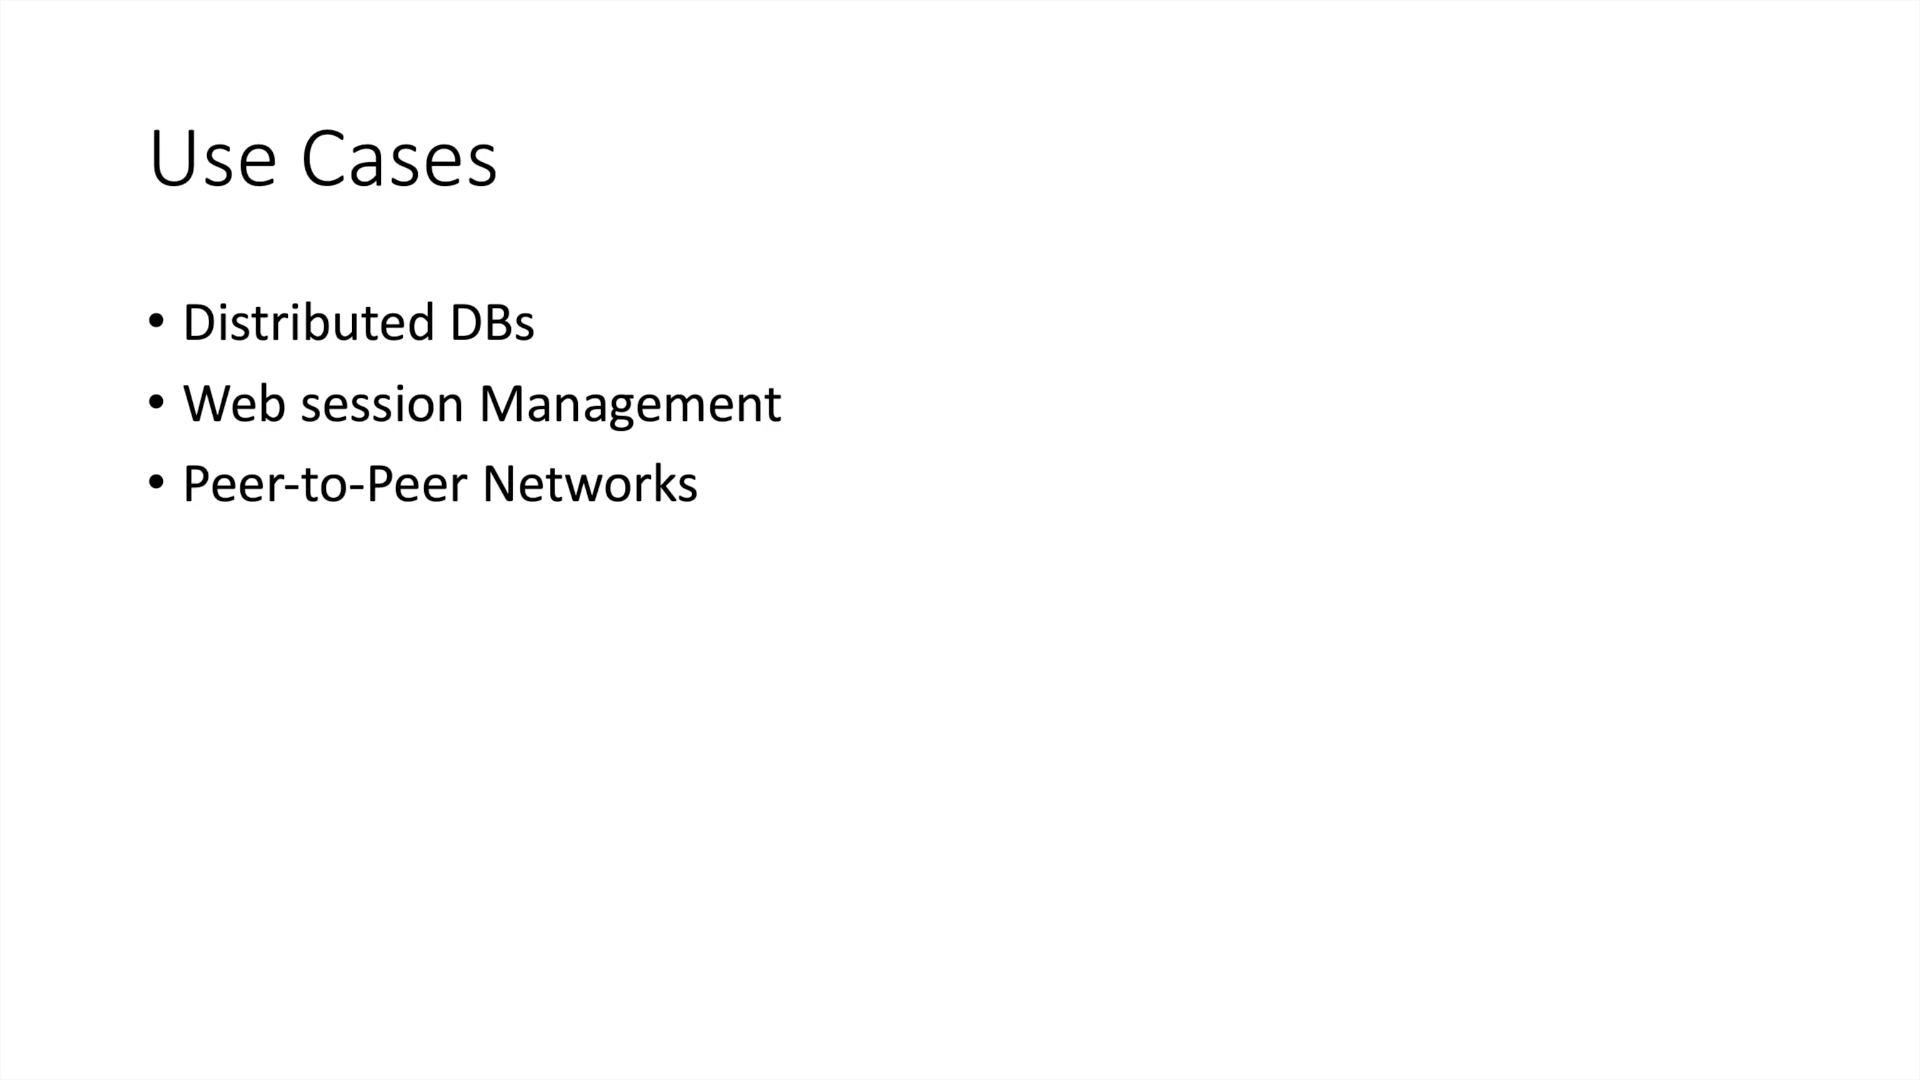 Use Cases
• Distributed DBs
• Web session Management
• Peer-to-Peer Networks